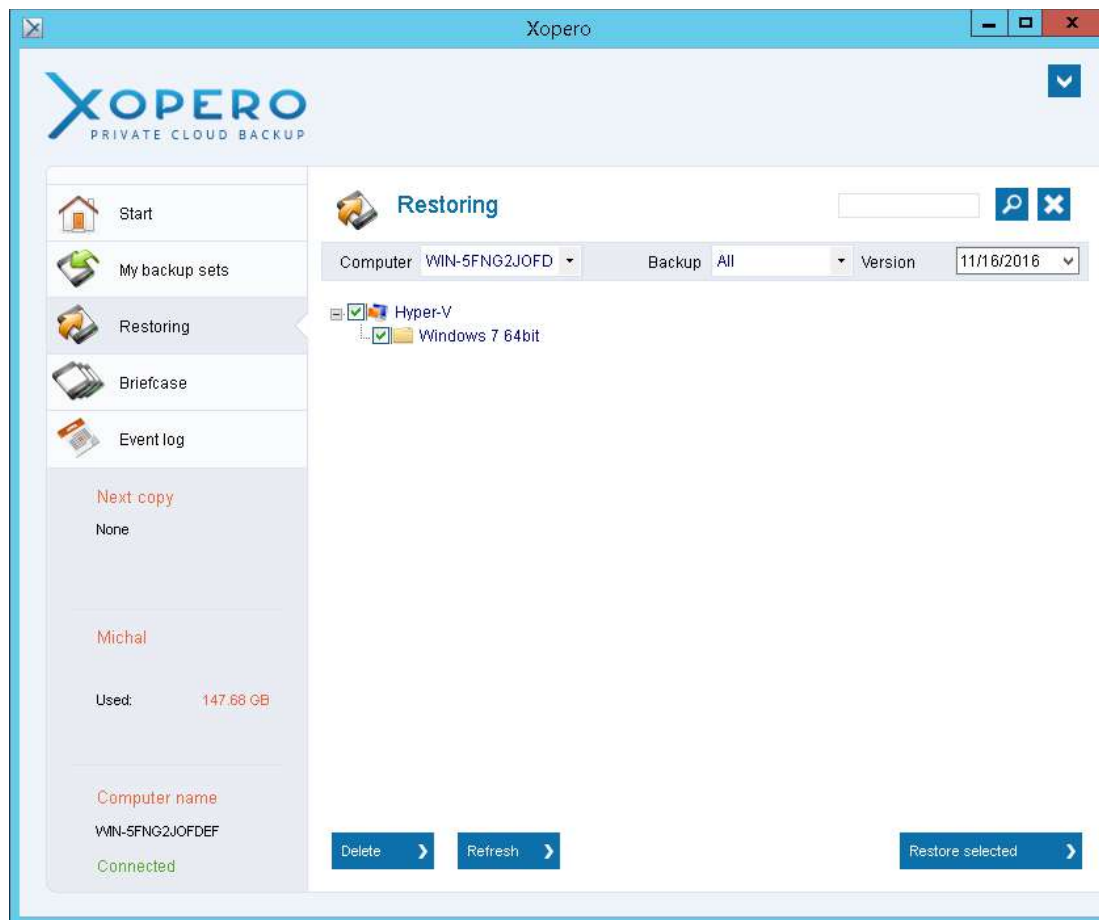 Xopero
XOPERO
PRIVATE CLOUD BACKUP
Start
My backup sets
Restoring
Briefcase
Event log
Next copy
None
Michal
Used: 147.68 GB
Computer name
WIN-5FNG2JOFDEF
Connected
Restoring
Computer WIN-5FNG2JOFD Backup All Version 11/16/2016
Hyper-V
Windows 7 64bit
Delete Refresh Restore selected